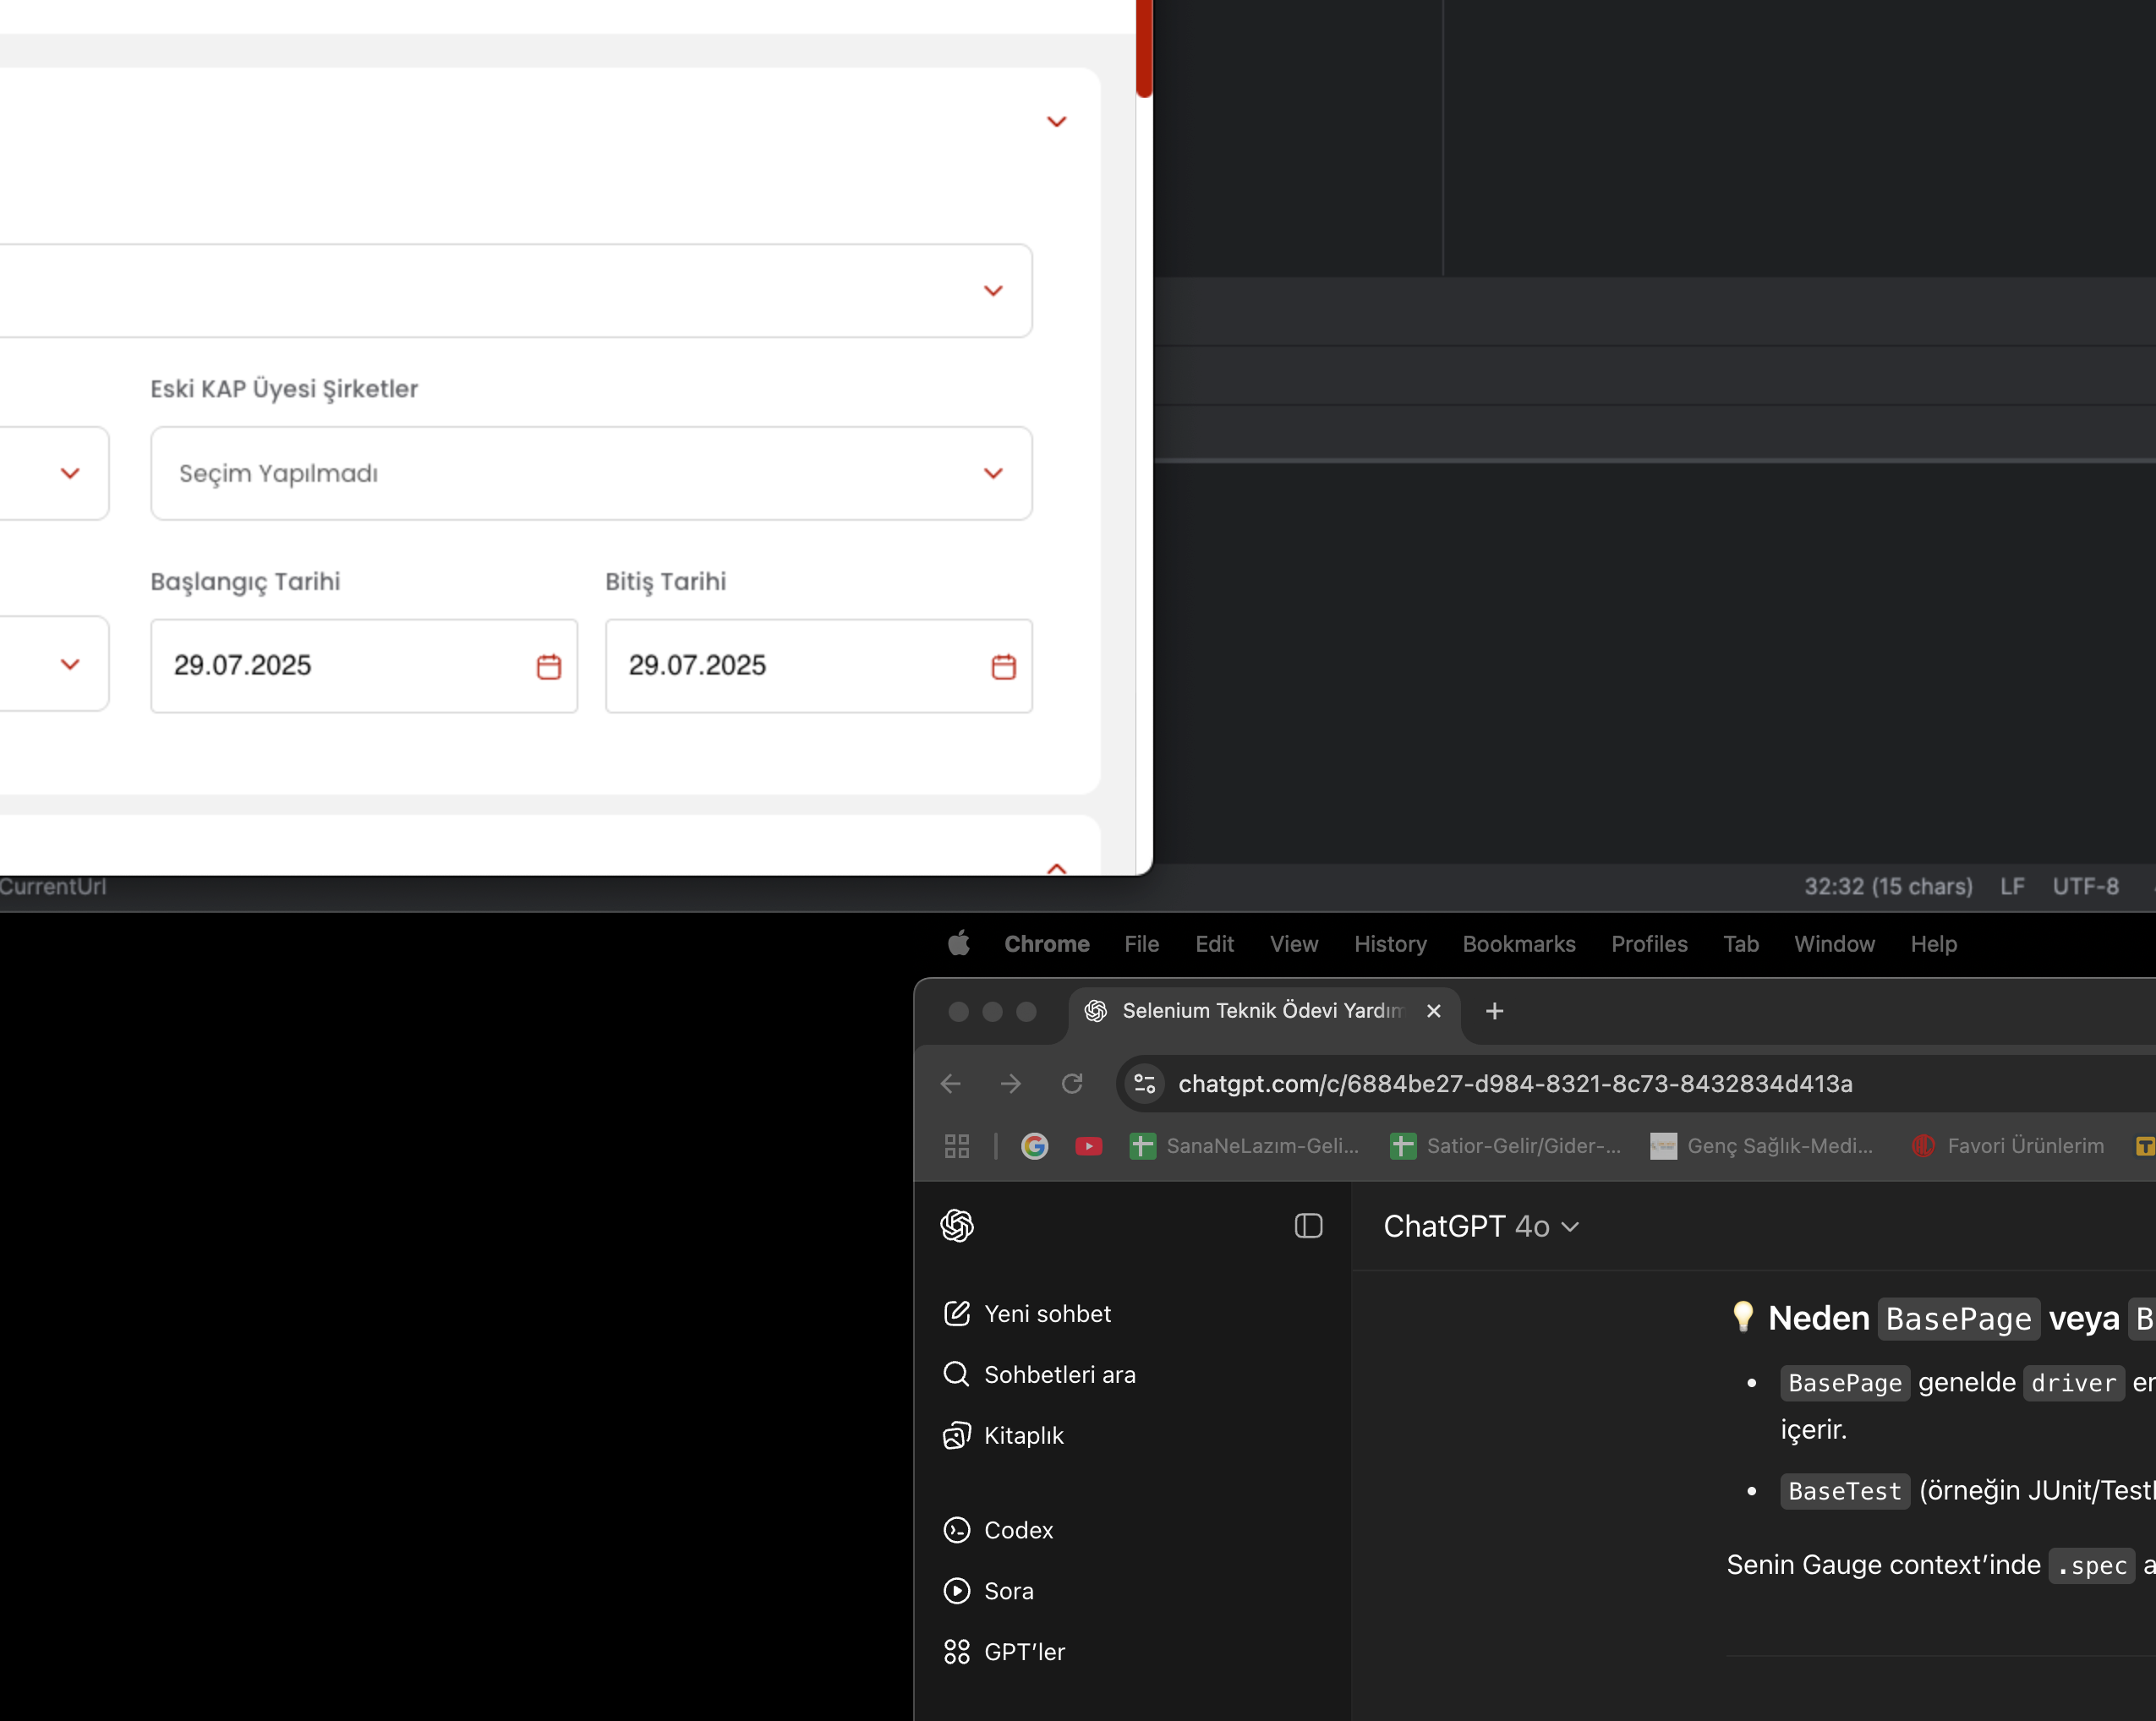 Eski KAP Üyesi Şirketler
Seçim Yapılmadı
Başlangıç Tarihi
Bitiş Tarihi
29.07.2025
29.07.2025
CurrentUrl
32:32 (15 chars)
LF
UTF-8
Chrome File Edit View History Bookmarks Profiles Tab Window Help
Selenium Teknik Ödevi Yardım
chatgpt.com/c/6884be27-d984-8321-8c73-8432834d413a
SanaNeLazım-Geli...
Satior-Gelir/Gider-...
Genç Sağlık-Medi...
Favori Ürünlerim
ChatGPT 4o
Yeni sohbet
Sohbetleri ara
Kitaplık
Codex
Sora
GPT'ler
Neden BasePage veya B
BasePage genelde driver er
içerir.
BaseTest (örneğin JUnit/Test
Senin Gauge context'inde .spec a